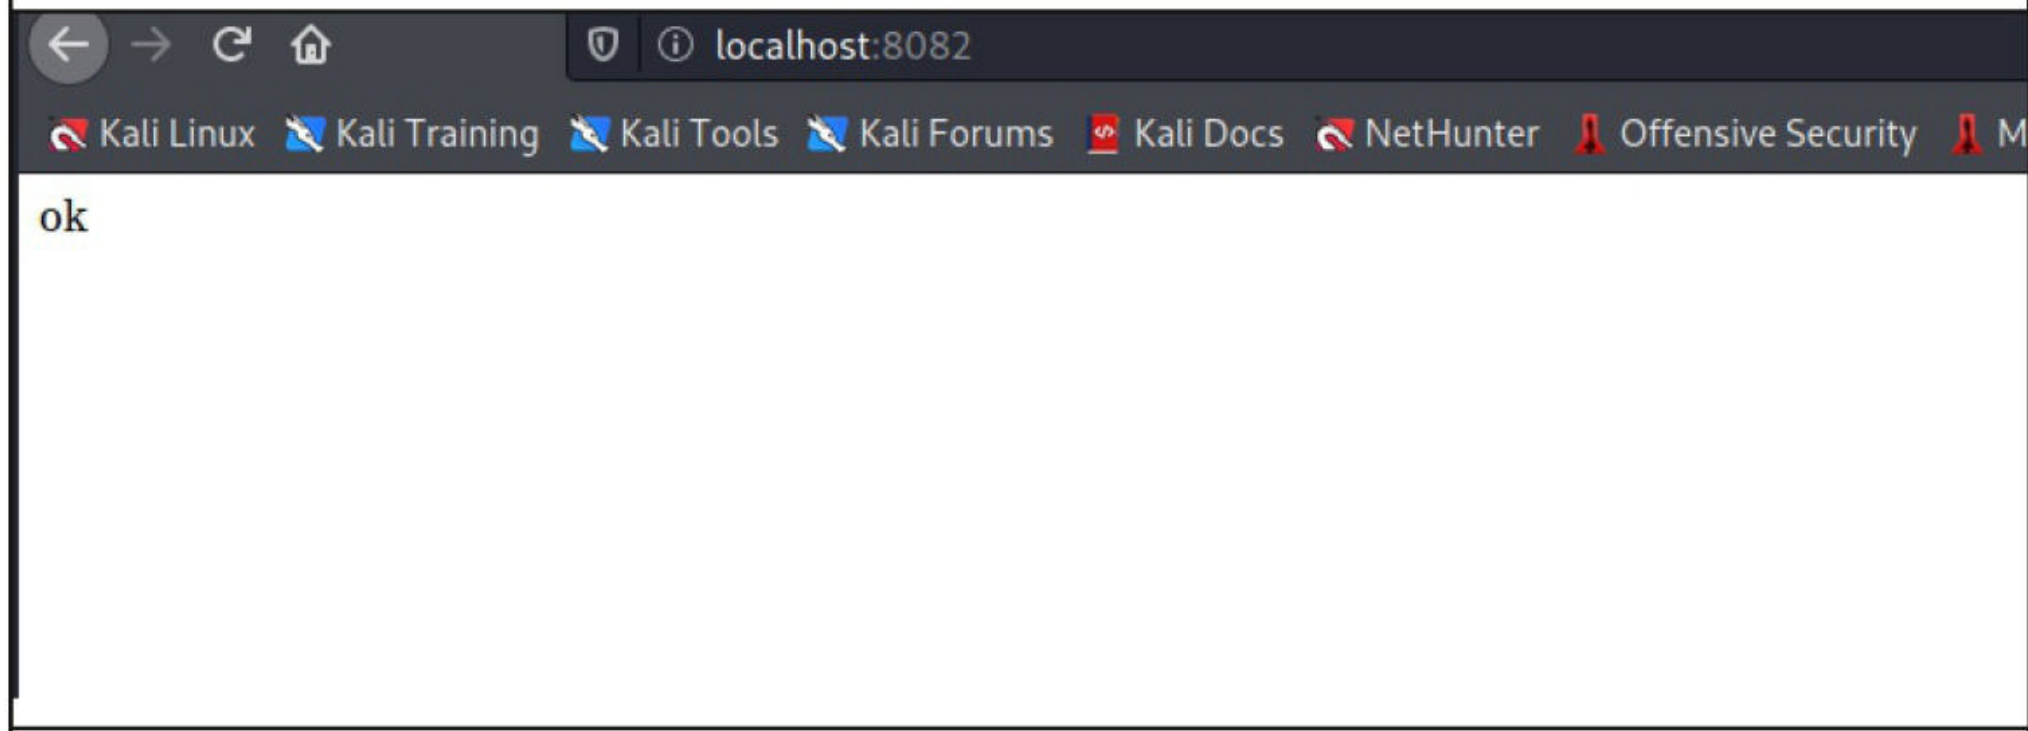 localhost:8082
Kali Linux Kali Training Kali Tools Kali Forums Kali Docs NetHunter Offensive Security M
ok